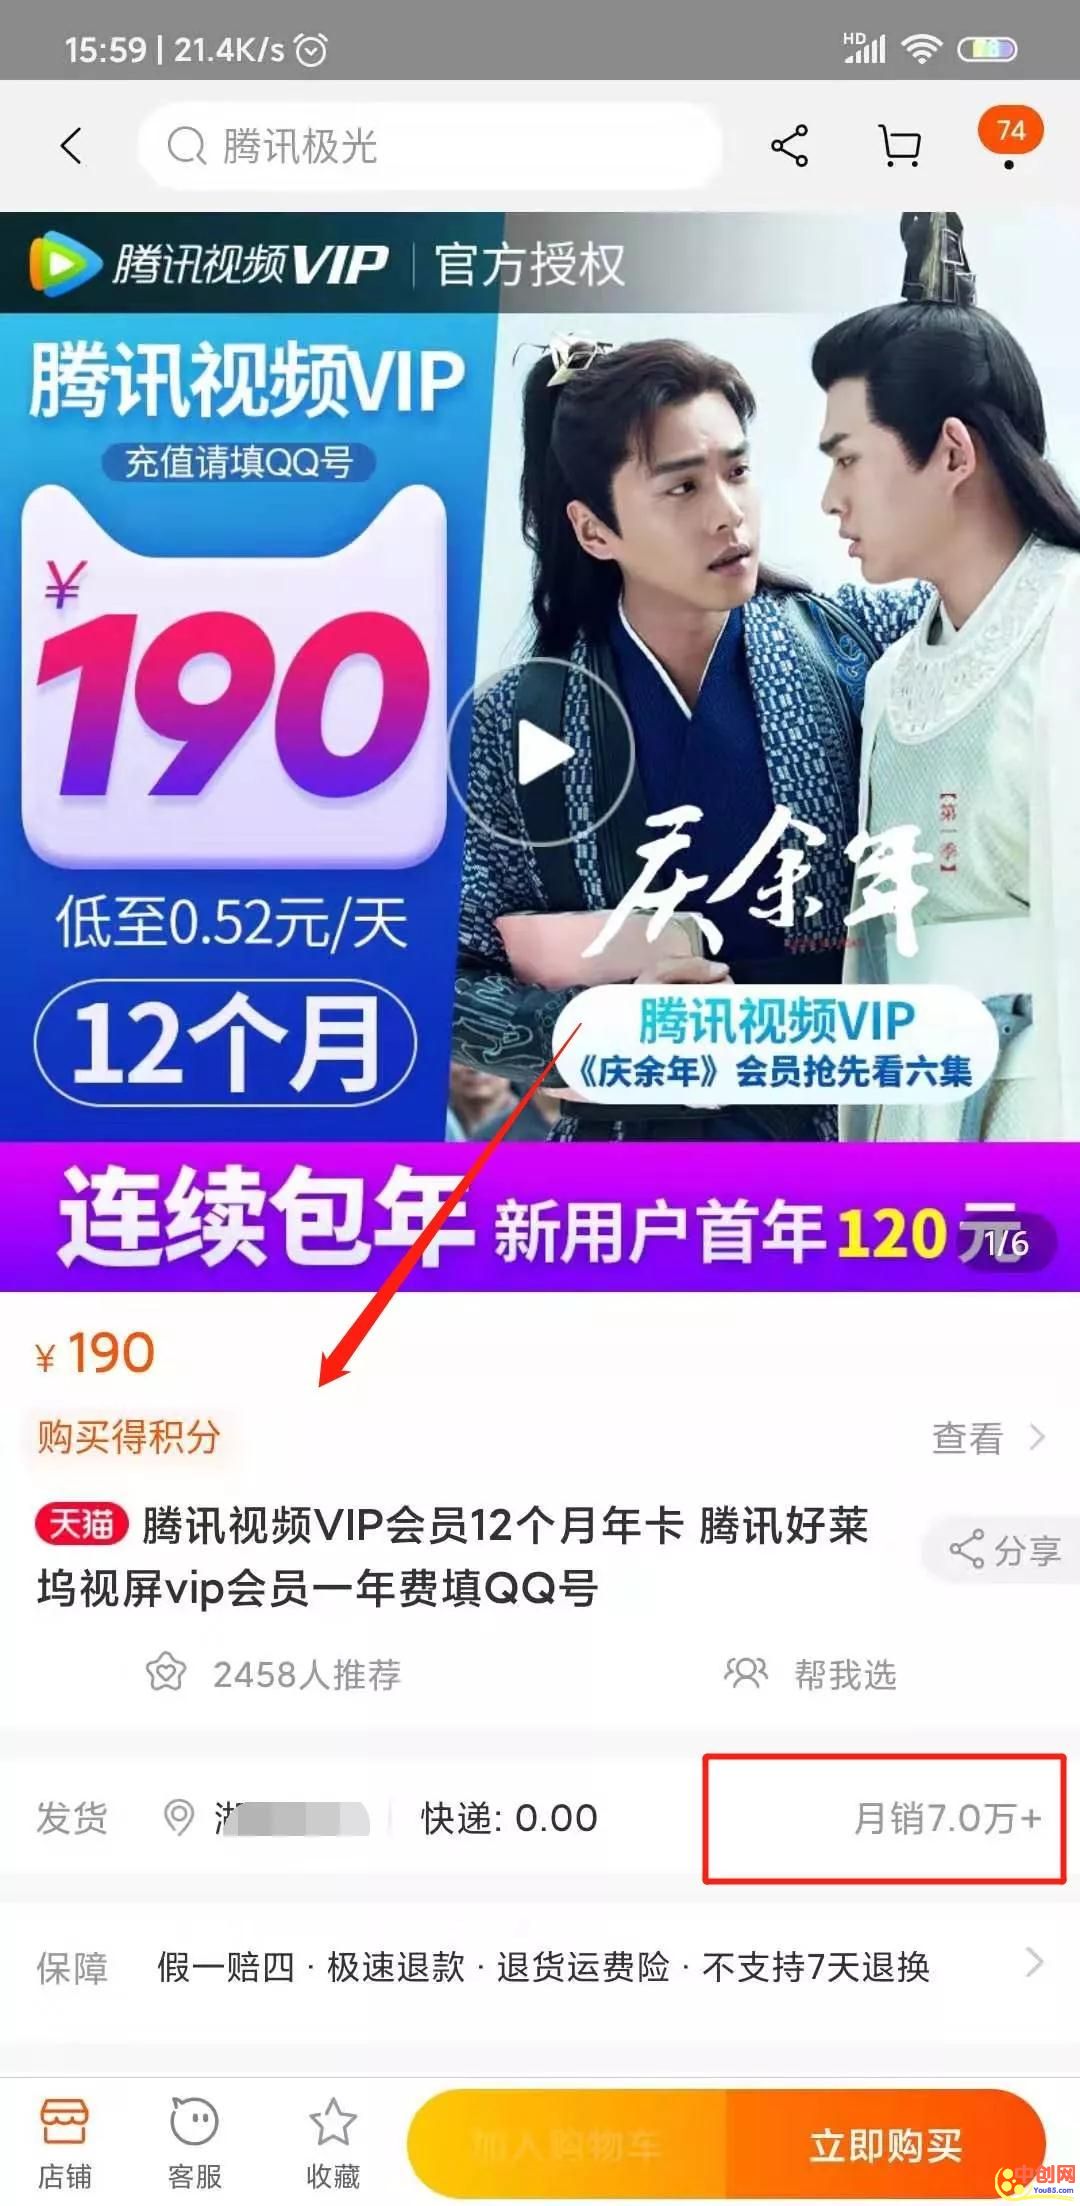 15:59 | 21.4K/s
HD
腾讯极光
74
腾讯视频VIP | 官方授权
腾讯视频VIP
充值请填QQ号
¥
190
低至0.52元/天
12个月
庆余年
【第一季】
腾讯视频VIP
《庆余年》会员抢先看六集
连续包年 新用户首年120元
1/6
¥190
购买得积分
查看
天猫 腾讯视频VIP会员12个月年卡 腾讯好莱
坞视屏vip会员一年费填QQ号
分享
2458人推荐
帮我选
发货
湖
快递: 0.00
月销7.0万+
保障
假一赔四 · 极速退款 · 退货运费险 · 不支持7天退换
店铺
客服
收藏
加入购物车
立即购买
中创网
You85.com